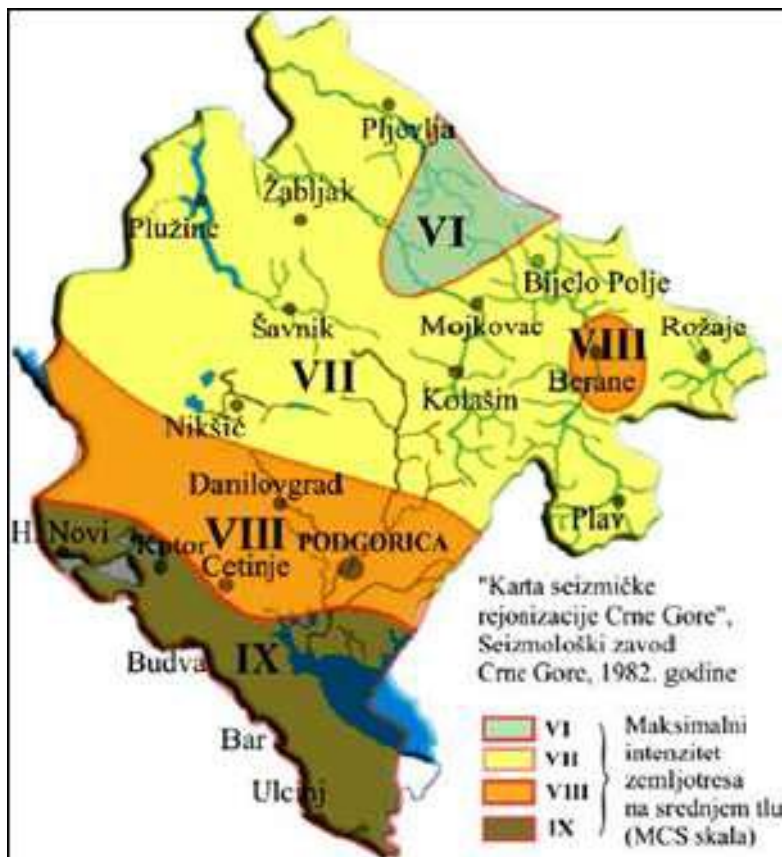 Pljevlja
Žabljak
Plužine
VI
Bijelo Polje
Šavnik
Mojkovac
VIII
Rožaje
VII
Berane
Kolašin
Nikšić
Danilovgrad
Plav
H. Novi
Kotor
VIII
PODGORICA
Cetinje
"Karta seizmičke
rejonizacije Crne Gore",
Seizmološki zavod
Crne Gore, 1982. godine
Budva
IX
Bar
Ulcinj
VI
VII
VIII
IX
Maksimalni
intenzitet
zemljotresa
na srednjem tlu
(MCS skala)